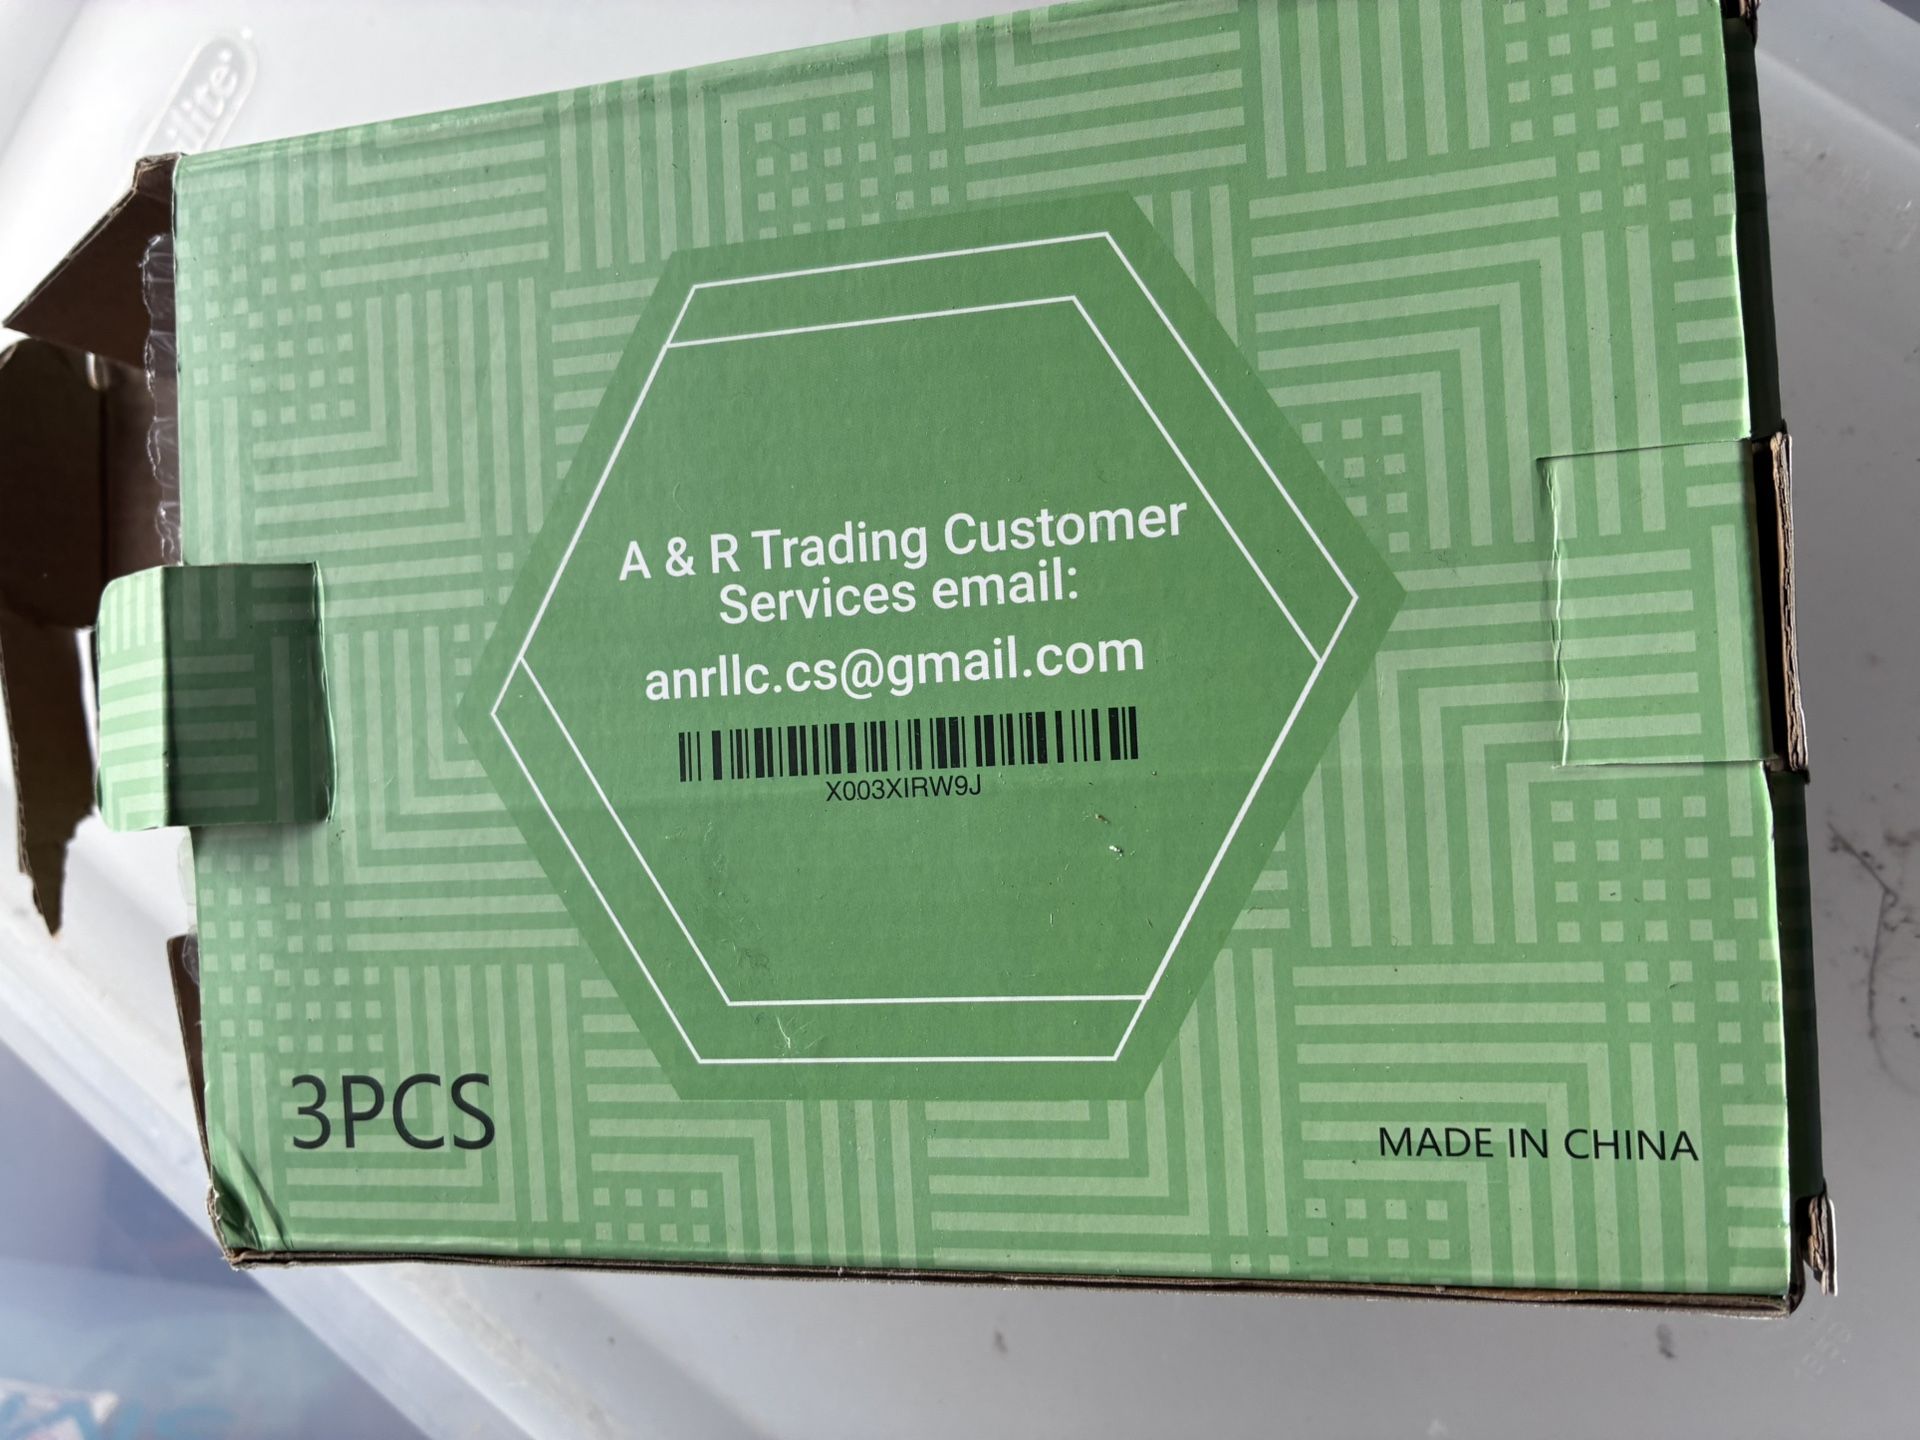 A & R Trading Customer
Services email:
anrllc.cs@gmail.com
X003XIRW9J
3PCS
MADE IN CHINA